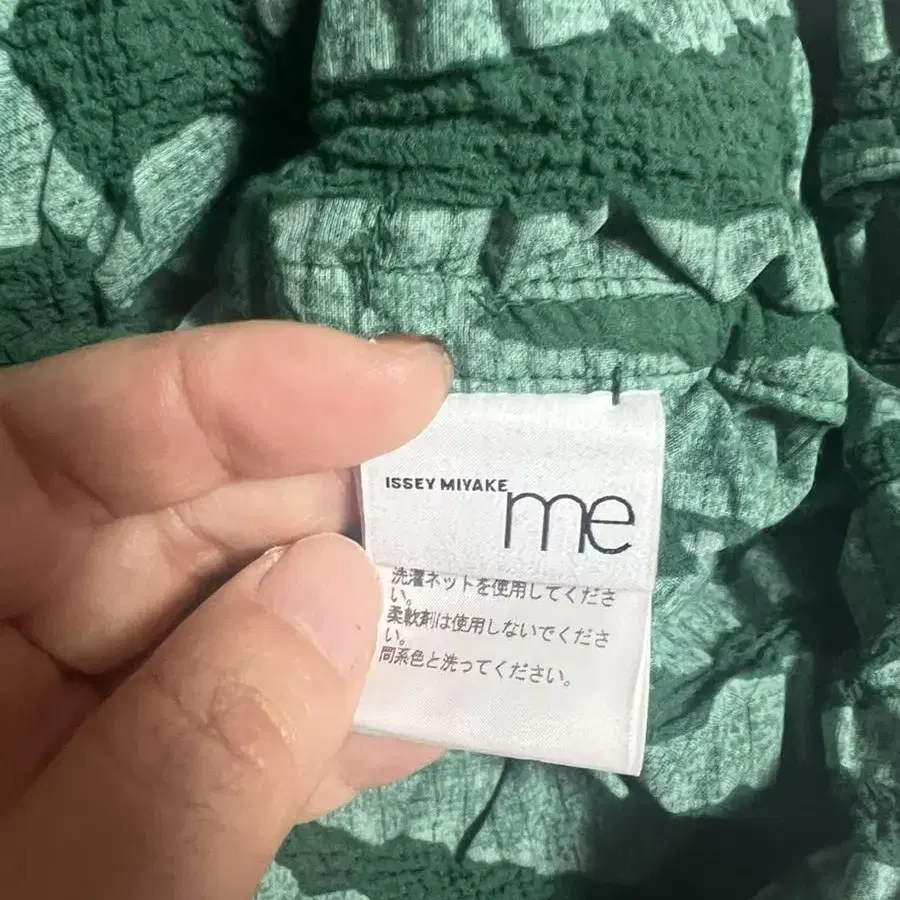 ISSEY MIYAKE
me
洗濯ネットを使用してくださ
い。
柔軟剤は使用しないでくださ
い。
同系色と洗ってください。